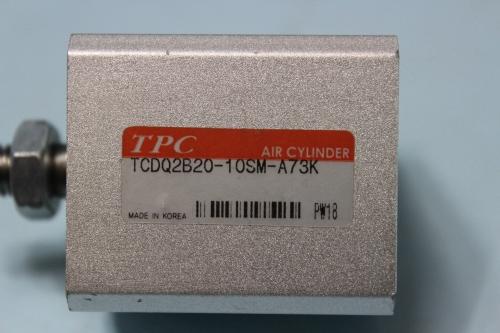 TPC AIR CYLINDER
TCDQ2B20-10SM-A73K
MADE IN KOREA PW18